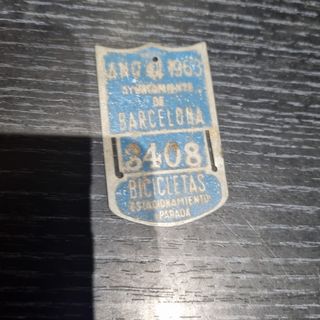 AÑO 1963
AYUNTAMIENTO
DE
BARCELONA
3408
BICICLETAS
ESTACIONAMIENTO
PARADA